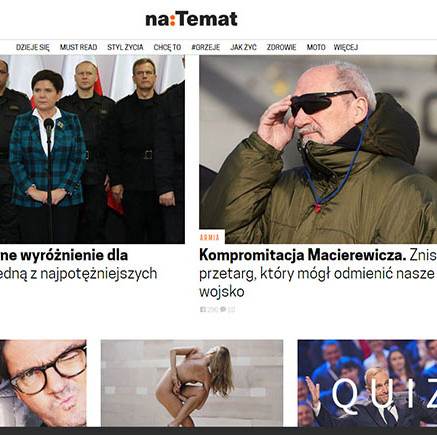 na:Temat
DZIEJE SIĘ MUST READ STYL ŻYCIA CHCĘ TO #GRZEJE JAK ŻYĆ ZDROWIE MOTO WIĘCEJ
ne wyróżnienie dla
edną z najpotężniejszych
ARMIA
Kompromitacja Macierewicza. Znis
przetarg, który mógł odmienić nasze
wojsko
QUIZ